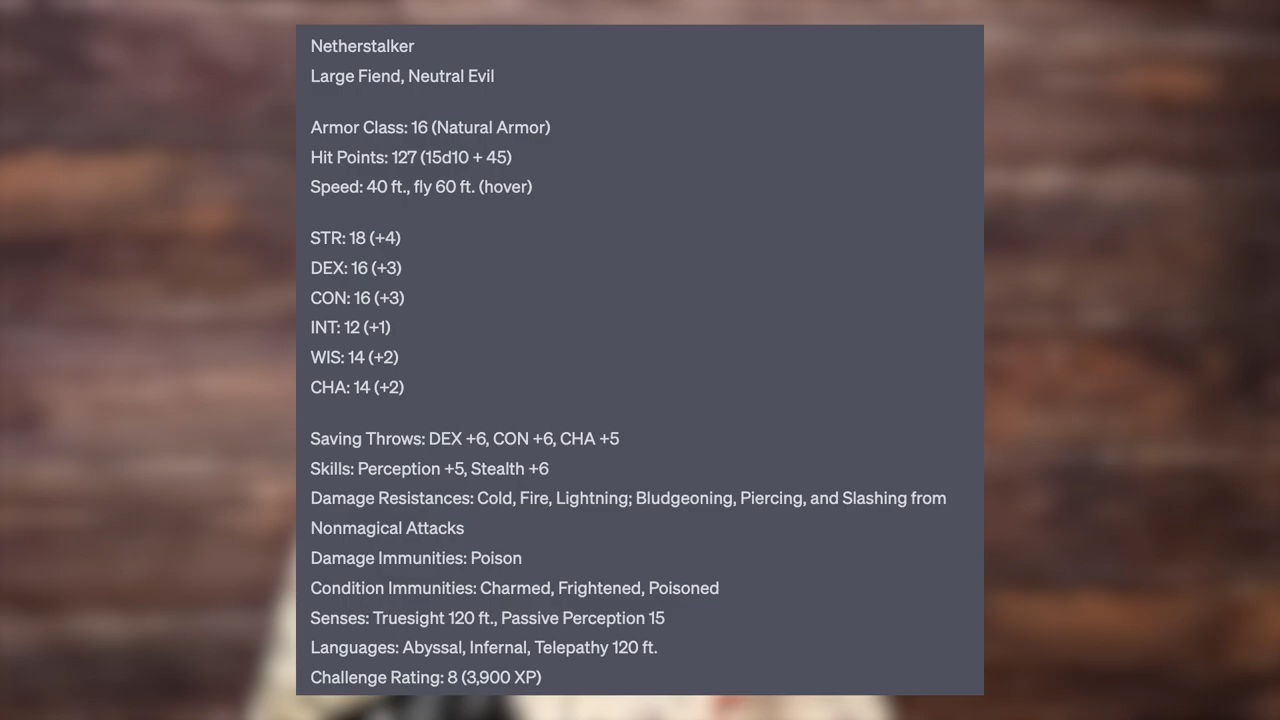 Netherstalker
Large Fiend, Neutral Evil
Armor Class: 16 (Natural Armor)
Hit Points: 127 (15d10 + 45)
Speed: 40 ft., fly 60 ft. (hover)
STR: 18 (+4)
DEX: 16 (+3)
CON: 16 (+3)
INT: 12 (+1)
WIS: 14 (+2)
CHA: 14 (+2)
Saving Throws: DEX +6, CON +6, CHA +5
Skills: Perception +5, Stealth +6
Damage Resistances: Cold, Fire, Lightning; Bludgeoning, Piercing, and Slashing from
Nonmagical Attacks
Damage Immunities: Poison
Condition Immunities: Charmed, Frightened, Poisoned
Senses: Truesight 120 ft., Passive Perception 15
Languages: Abyssal, Infernal, Telepathy 120 ft.
Challenge Rating: 8 (3,900 XP)